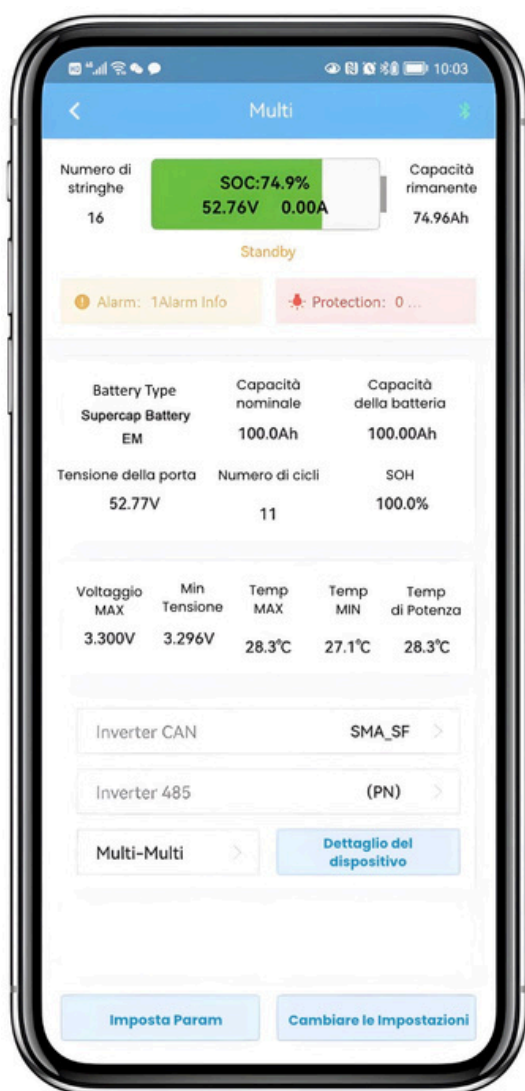 10:03
Multi
Numero di
stringhe
16
SOC:74.9%
52.76V 0.00A
Capacità
rimanente
74.96Ah
Standby
Alarm: 1Alarm Info
Protection: 0 ...
Battery Type
Supercap Battery
EM
Capacità
nominale
100.0Ah
Capacità
della batteria
100.00Ah
Tensione della porta
52.77V
Numero di cicli
11
SOH
100.0%
Voltaggio
MAX
3.300V
Min
Tensione
3.296V
Temp
MAX
28.3°C
Temp
MIN
27.1°C
Temp
di Potenza
28.3°C
Inverter CAN
SMA_SF
Inverter 485
(PN)
Multi-Multi
Dettaglio del
dispositivo
Imposta Param
Cambiare le Impostazioni